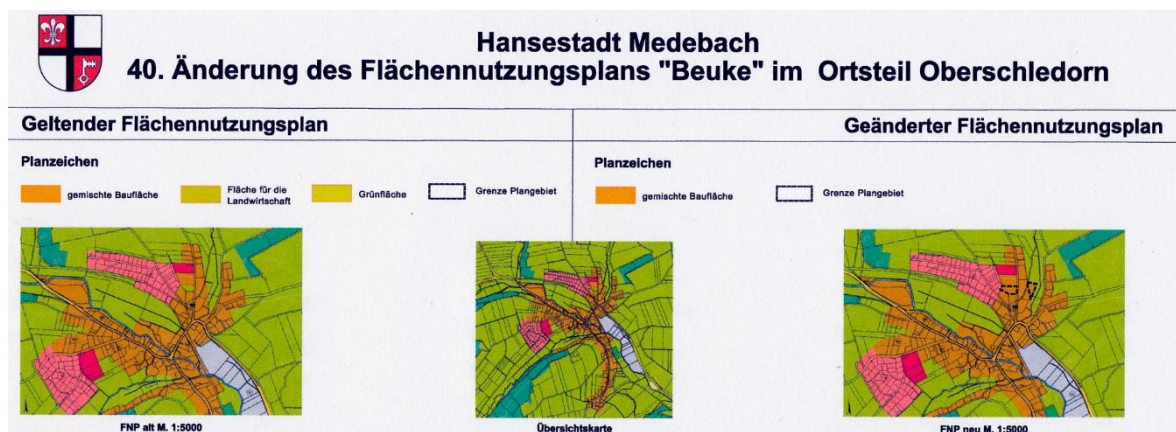 Hansestadt Medebach
40. Änderung des Flächennutzungsplans "Beuke" im Ortsteil Oberschledorn
Geltender Flächennutzungsplan
Planzeichen
gemischte Baufläche
Fläche für die
Landwirtschaft
Grünfläche
Grenze Plangebiet
Geänderter Flächennutzungsplan
Planzeichen
gemischte Baufläche
Grenze Plangebiet
FNP alt M. 1:5000
Übersichtskarte
FNP neu M. 1:5000